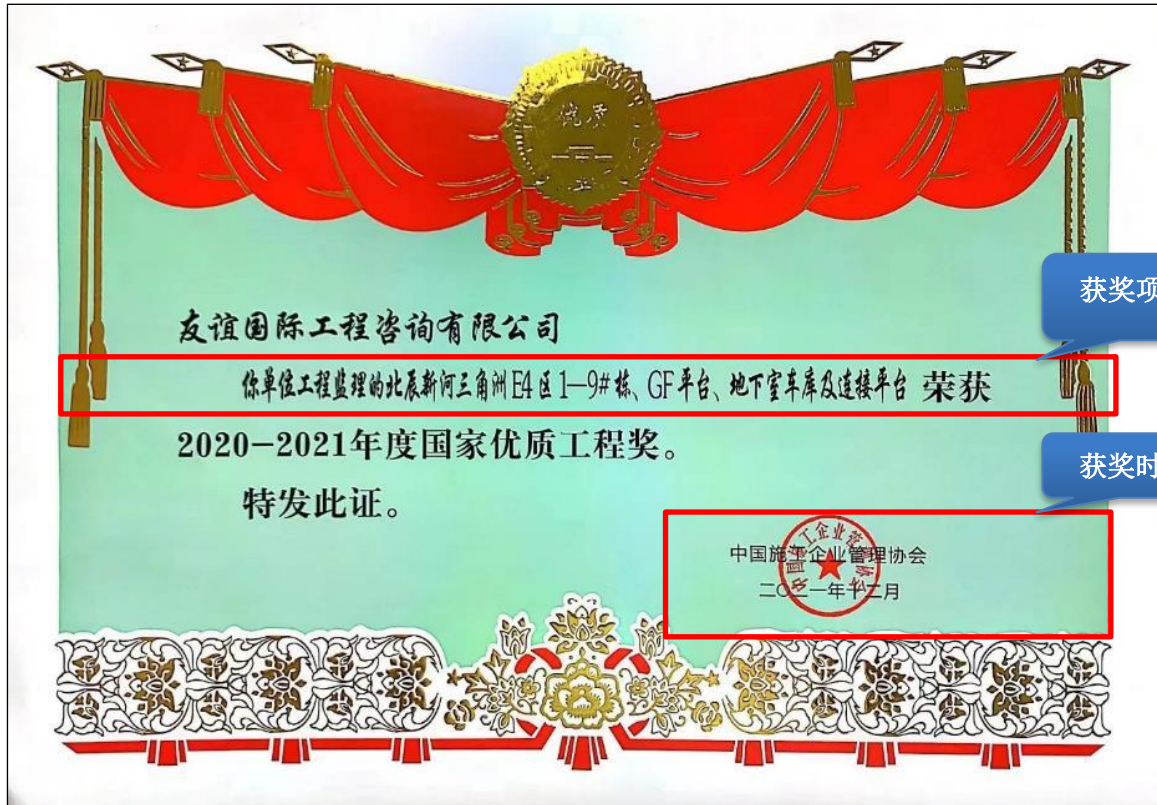 优质
获奖项
友谊国际工程咨询有限公司
你单位工程监理的北辰新河三角洲E4区1—9#栋、GF平台、地下室车库及连接平台 荣获
2020-2021年度国家优质工程奖。
获奖时
特发此证。
中国施工企业管理协会
二〇二一年十二月